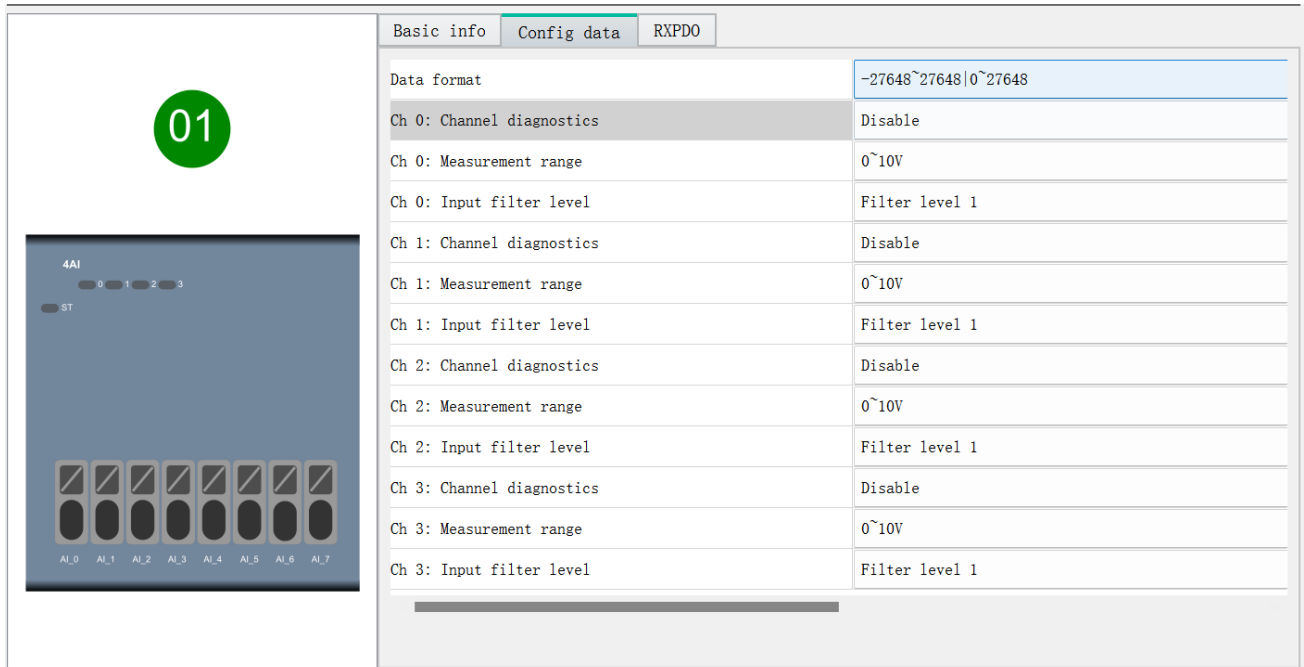 Basic info Config data RXPDO
01
4AI
0 1 2 3
ST
AI_0 AI_1 AI_2 AI_3 AI_4 AI_5 AI_6 AI_7
Data format -27648~27648|0~27648
Ch 0: Channel diagnostics Disable
Ch 0: Measurement range 0~10V
Ch 0: Input filter level Filter level 1
Ch 1: Channel diagnostics Disable
Ch 1: Measurement range 0~10V
Ch 1: Input filter level Filter level 1
Ch 2: Channel diagnostics Disable
Ch 2: Measurement range 0~10V
Ch 2: Input filter level Filter level 1
Ch 3: Channel diagnostics Disable
Ch 3: Measurement range 0~10V
Ch 3: Input filter level Filter level 1